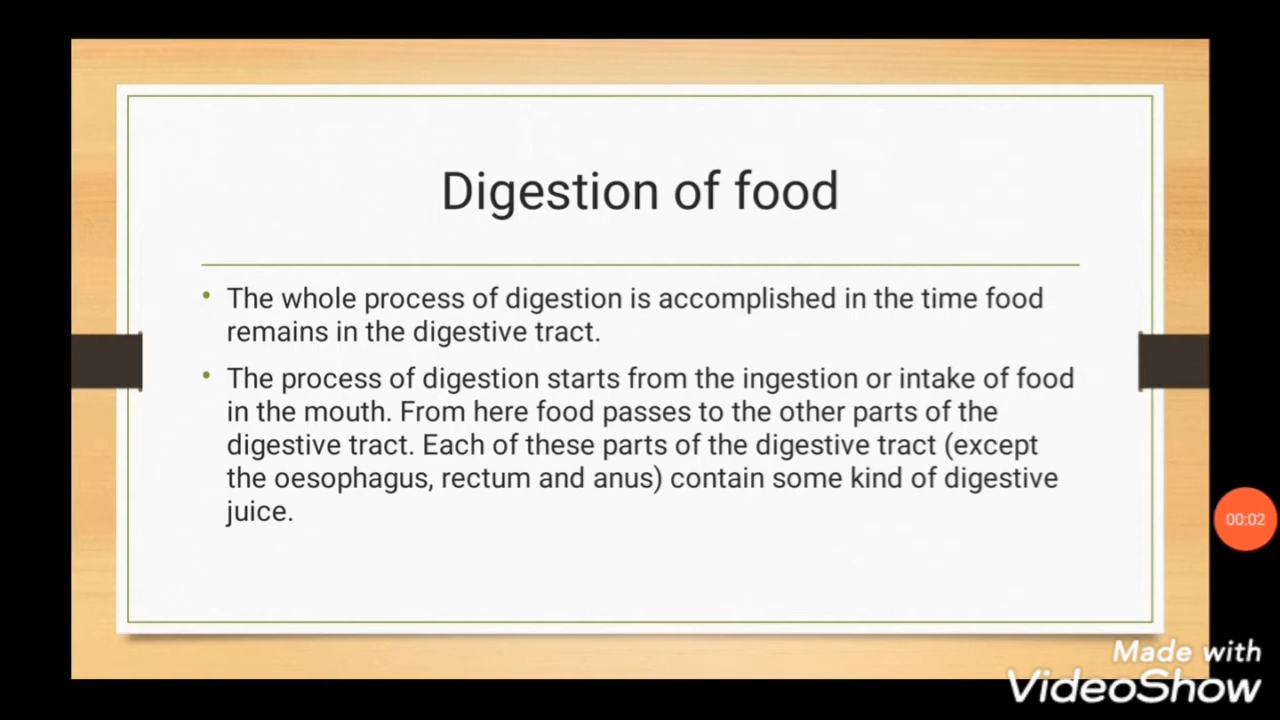 Digestion of food
• The whole process of digestion is accomplished in the time food
remains in the digestive tract.
• The process of digestion starts from the ingestion or intake of food
in the mouth. From here food passes to the other parts of the
digestive tract. Each of these parts of the digestive tract (except
the oesophagus, rectum and anus) contain some kind of digestive
juice.
00:02
Made with
VideoShow